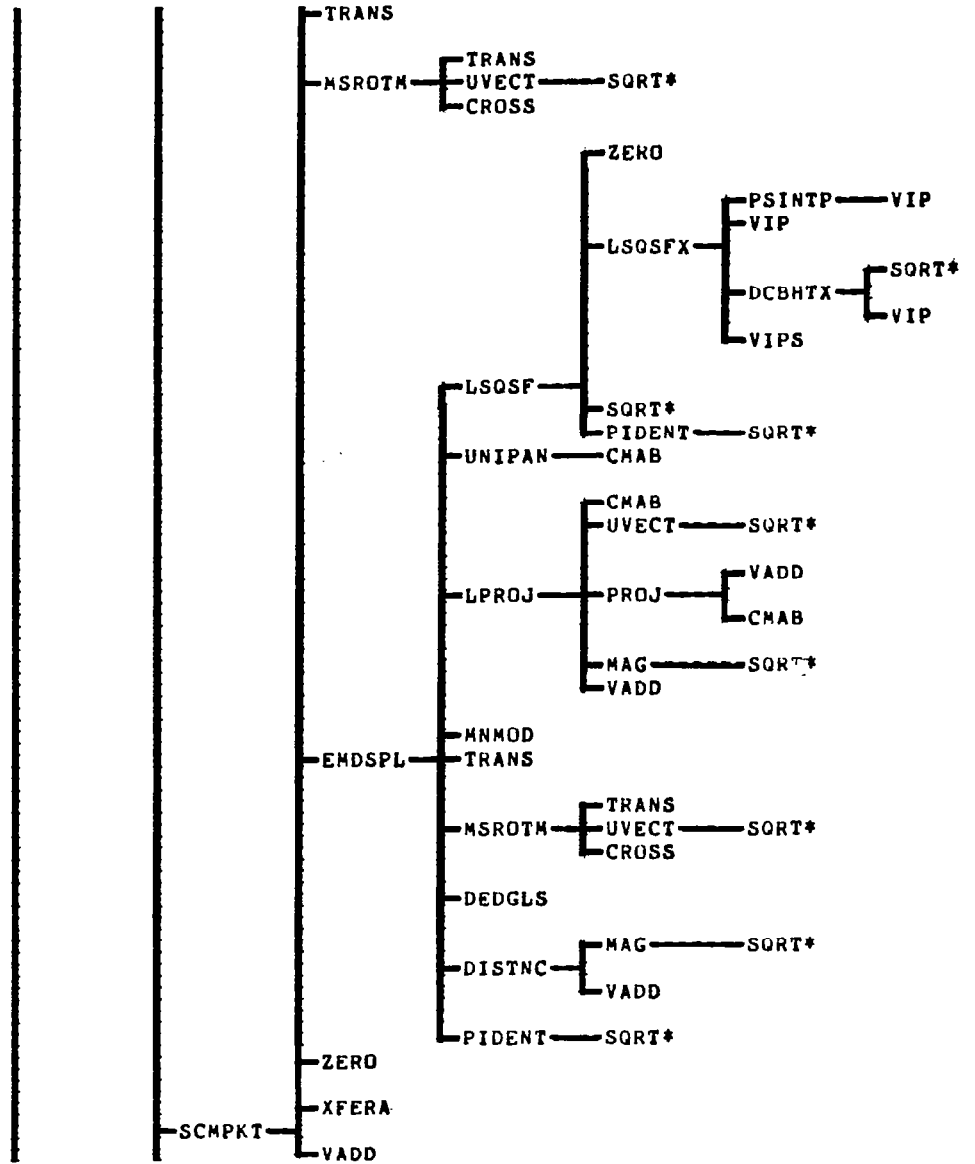 TRANS
TRANS
MSROTM UVECT SQRT*
CROSS
ZERO
PSINTP VIP
VIP
LSQSFX
SQRT*
DCBHTX
VIP
VIPS
LSQSF
SQRT*
PIDENT SQRT*
UNIPAN CMAB
CMAB
UVECT SQRT*
VADD
LPROJ PROJ
CMAB
MAG SQRT*
VADD
MNMOD
EMDSPL TRANS
TRANS
MSROTM UVECT SQRT*
CROSS
DEDGLS
MAG SQRT*
DISTNC
VADD
PIDENT SQRT*
ZERO
XFERA
SCMPKT
VADD